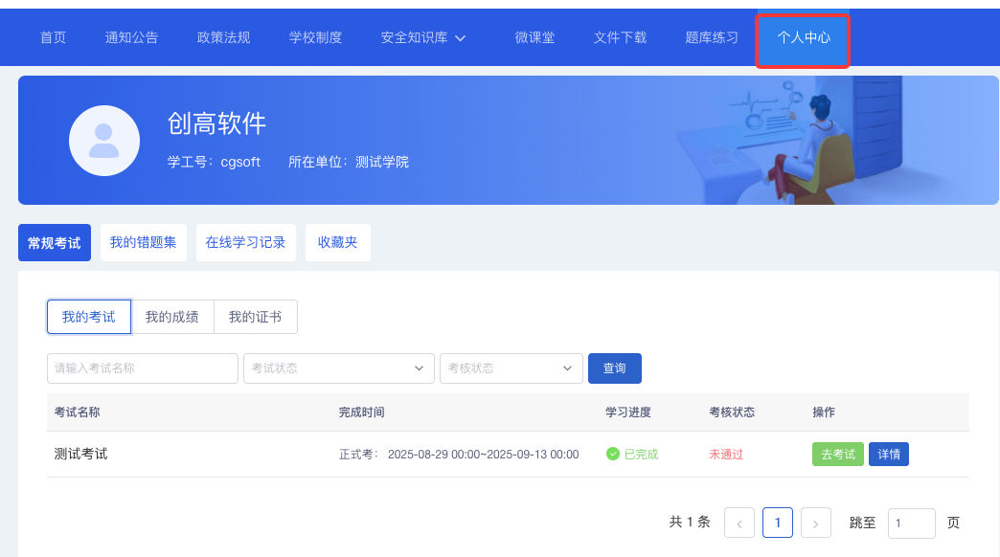 首页 通知公告 政策法规 学校制度 安全知识库 微课堂 文件下载 题库练习 个人中心
创高软件
学工号：cgsoft 所在单位：测试学院
常规考试 我的错题集 在线学习记录 收藏夹
我的考试 我的成绩 我的证书
请输入考试名称 考试状态 考核状态 查询
考试名称 完成时间 学习进度 考核状态 操作
测试考试 正式考： 2025-08-29 00:00~2025-09-13 00:00 已完成 未通过 去考试 详情
共 1 条 < 1 > 跳至 1 页